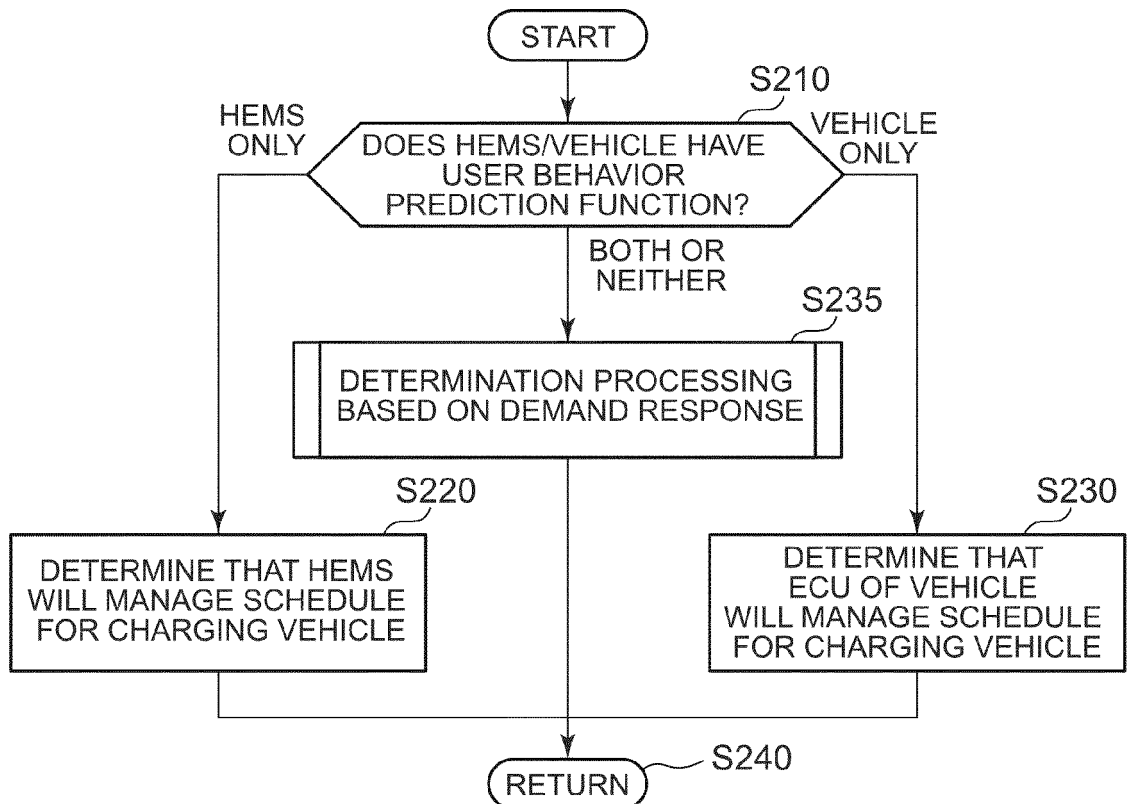 START
S210
HEMS
ONLY
DOES HEMS/VEHICLE HAVE
USER BEHAVIOR
PREDICTION FUNCTION?
VEHICLE
ONLY
BOTH OR
NEITHER
S235
DETERMINATION PROCESSING
BASED ON DEMAND RESPONSE
S220
DETERMINE THAT HEMS
WILL MANAGE SCHEDULE
FOR CHARGING VEHICLE
S230
DETERMINE THAT
ECU OF VEHICLE
WILL MANAGE SCHEDULE
FOR CHARGING VEHICLE
S240
RETURN